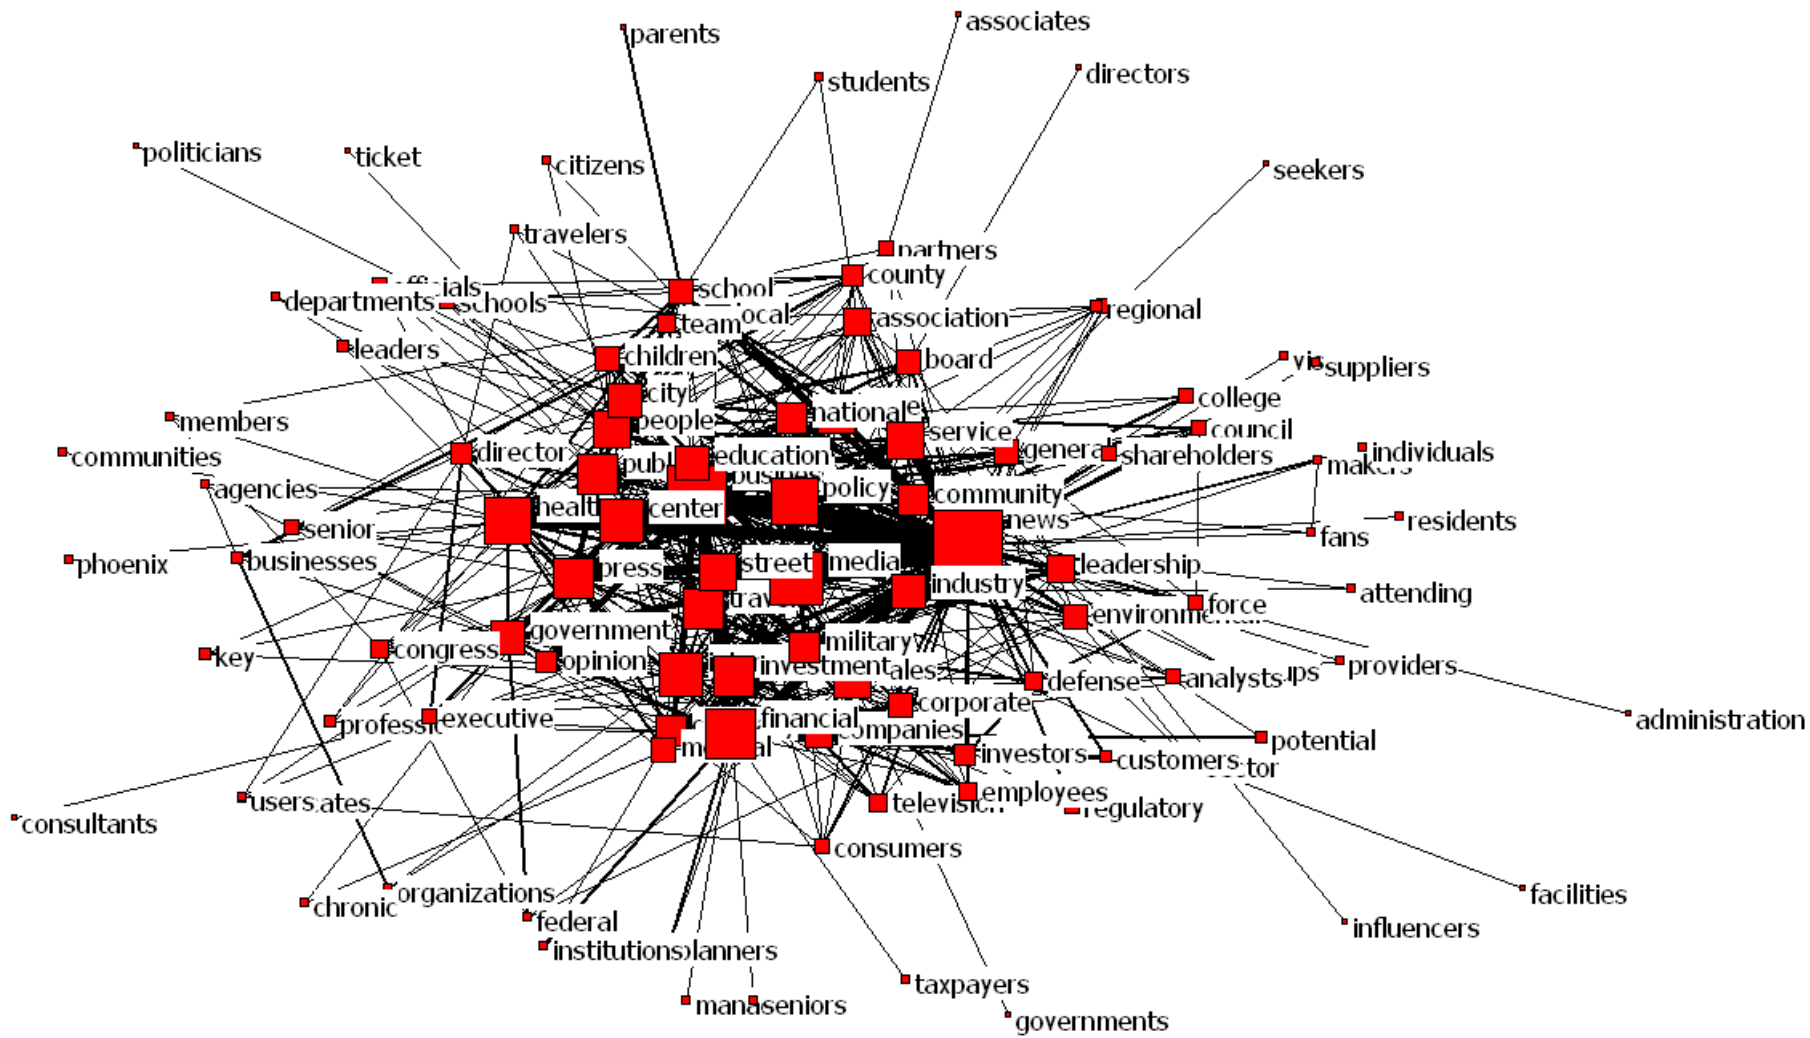 associates
parents
directors
students
politicians
ticket
citizens
seekers
travelers
partners
county
school
departments
schools
regional
association
team
leaders
children
board
suppliers
city
college
national
members
people
service
council
director
education
general
shareholders
individuals
communities
policy
agencies
community
health
center
news
residents
senior
fans
phoenix
businesses
press
street
media
leadership
industry
attending
force
government
military
congress
key
opinion
investment
providers
defense
analysts
corporate
executive
financial
administration
companies
potential
investors
customers
employees
users
television
regulatory
consultants
consumers
organizations
facilities
chronic
federal
influencers
institutions
taxpayers
seniors
governments